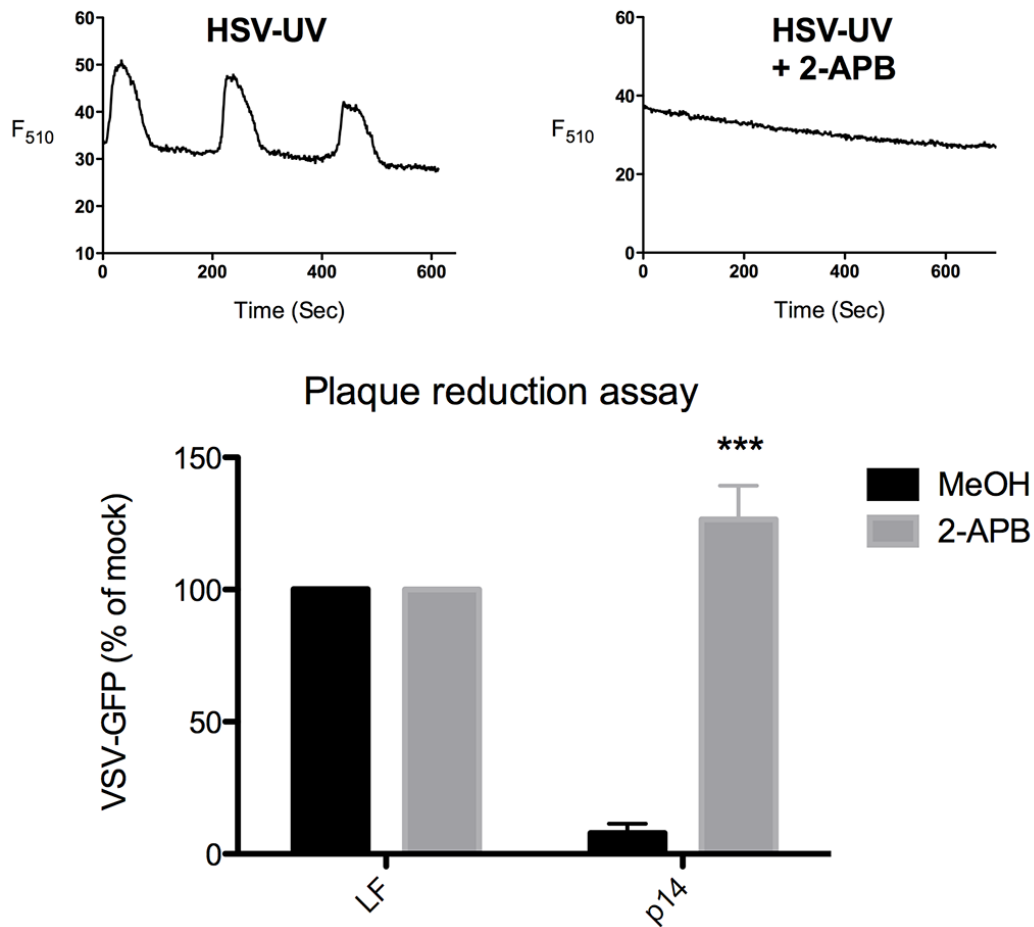 HSV-UV
60
50
40
30
20
10
F510
0 200 400 600
Time (Sec)
HSV-UV
+ 2-APB
60
40
20
0
F510
0 200 400 600
Time (Sec)
Plaque reduction assay
VSV-GFP (% of mock)
150
100
50
0
***
LF
p14
MeOH
2-APB